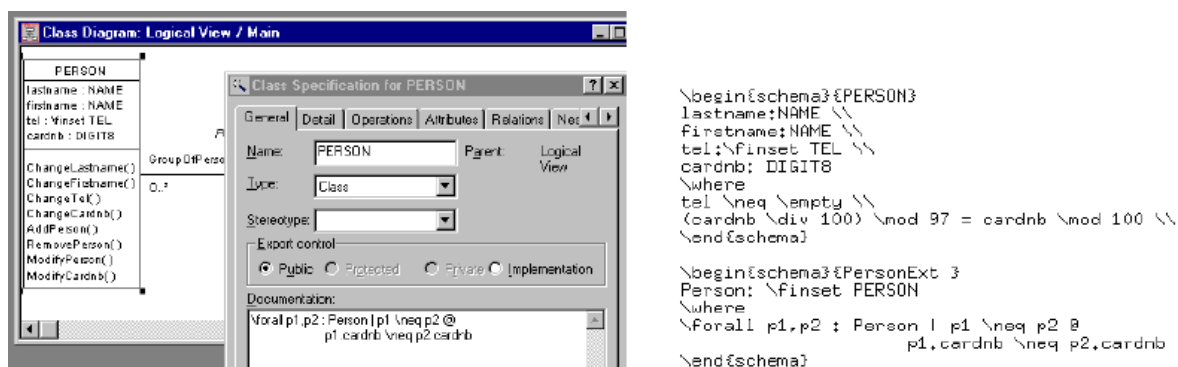 Class Diagram: Logical View / Main
PERSON
lastname : NAME
firstname : NAME
tel : \finset TEL
cardnb : DIGIT8
ChangeLastname()
ChangeFirstname()
ChangeTel()
ChangeCardnb()
AddPerson()
RemovePerson()
ModifyPerson()
ModifyCardnb()
GroupOfPerso
0..*
Class Specification for PERSON
General Detail Operations Attributes Relations Nes
Name: PERSON Parent: Logical
View
Type: Class
Stereotype:
Export control
Public Protected Private Implementation
Documentation:
\forall p1,p2 : Person | p1 \neq p2 @
p1.cardnb \neq p2.cardnb
\begin{schema}{PERSON}
lastname:NAME \\
firstname:NAME \\
tel:\finset TEL \\
cardnb: DIGIT8
\where
tel \neq \empty \\
(cardnb \div 100) \mod 97 = cardnb \mod 100 \\
\end{schema}
\begin{schema}{PersonExt }
Person: \finset PERSON
\where
\forall p1,p2 : Person | p1 \neq p2 @
p1.cardnb \neq p2.cardnb
\end{schema}